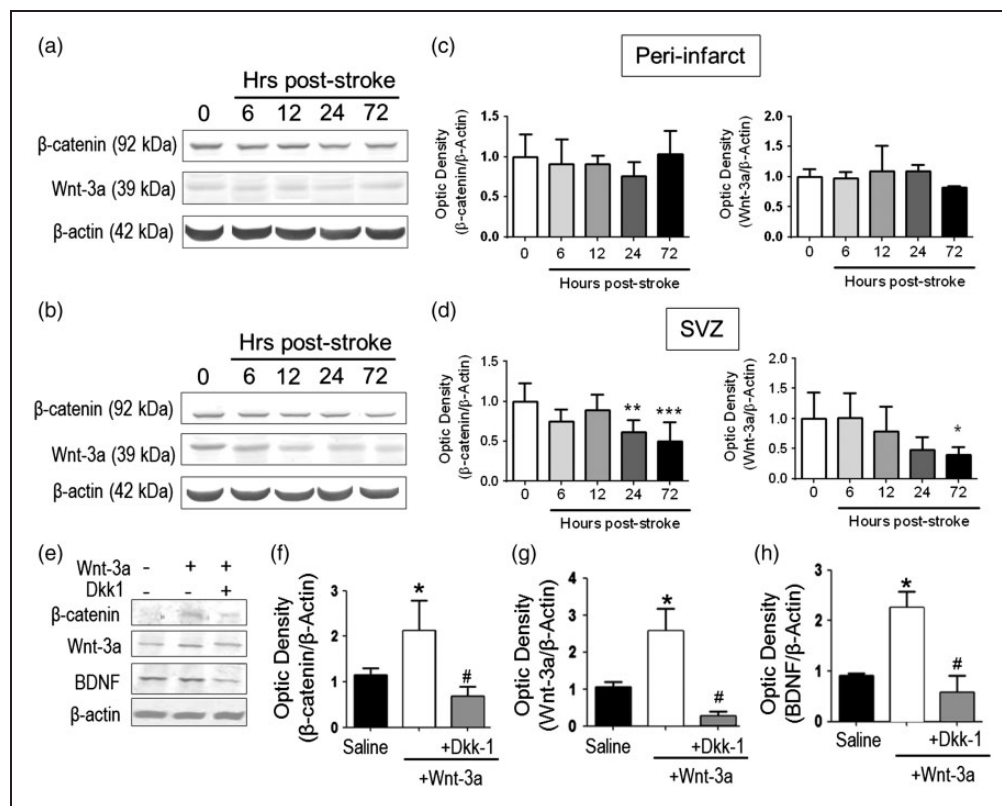 (a)
Hrs post-stroke
0 6 12 24 72
β-catenin (92 kDa)
Wnt-3a (39 kDa)
β-actin (42 kDa)
(c)
Peri-infarct
Optic Density
(β-catenin/β-Actin)
1.5
1.0
0.5
0.0
0 6 12 24 72
Hours post-stroke
Optic Density
(Wnt-3a/β-Actin)
2.0
1.5
1.0
0.5
0.0
0 6 12 24 72
Hours post-stroke
(b)
Hrs post-stroke
0 6 12 24 72
β-catenin (92 kDa)
Wnt-3a (39 kDa)
β-actin (42 kDa)
(d)
SVZ
Optic Density
(β-catenin/β-Actin)
1.5
1.0
0.5
0.0
** ***
0 6 12 24 72
Hours post-stroke
Optic Density
(Wnt-3a/β-Actin)
2.0
1.5
1.0
0.5
0.0
*
0 6 12 24 72
Hours post-stroke
(e)
Wnt-3a - + +
Dkk1 - - +
β-catenin
Wnt-3a
BDNF
β-actin
(f)
Optic Density
(β-catenin/β-Actin)
3
2
1
0
*
#
Saline +Dkk-1
+Wnt-3a
(g)
Optic Density
(Wnt-3a/β-Actin)
4
3
2
1
0
*
#
Saline +Dkk-1
+Wnt-3a
(h)
Optic Density
(BDNF/β-Actin)
3
2
1
0
*
#
Saline +Dkk-1
+Wnt-3a